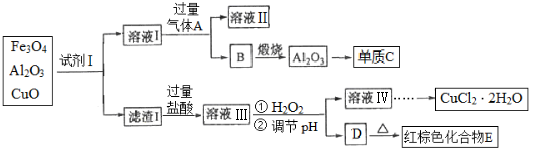 Fe₃O₄
Al₂O₃
CuO
试剂Ⅰ
溶液Ⅰ
过量
气体A
溶液Ⅱ
B
煅烧
Al₂O₃
单质C
滤渣Ⅰ
过量
盐酸
溶液Ⅲ
① H₂O₂
② 调节 pH
溶液Ⅳ
……
CuCl₂·2H₂O
D
△
红棕色化合物E